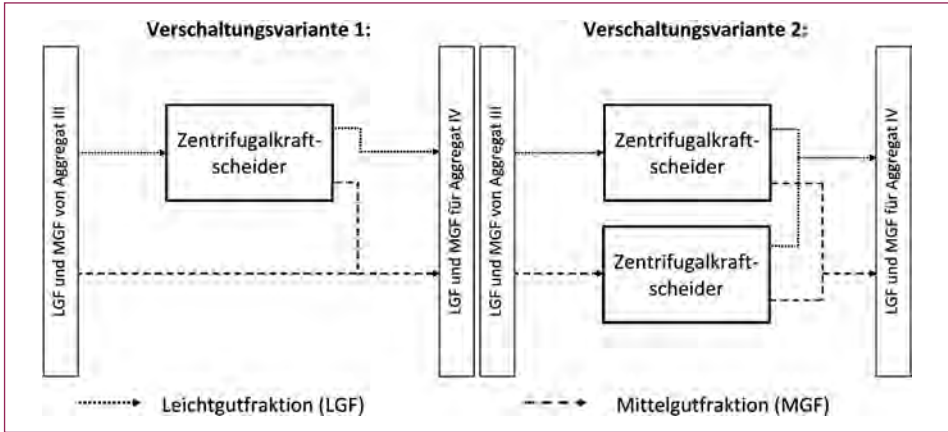 Verschaltungsvariante 1:
LGF und MGF von Aggregat III
Zentrifugalkraft-
scheider
LGF und MGF für Aggregat IV
Verschaltungsvariante 2:
LGF und MGF von Aggregat III
Zentrifugalkraft-
scheider
Zentrifugalkraft-
scheider
LGF und MGF für Aggregat IV
Leichtgutfraktion (LGF)
Mittelgutfraktion (MGF)